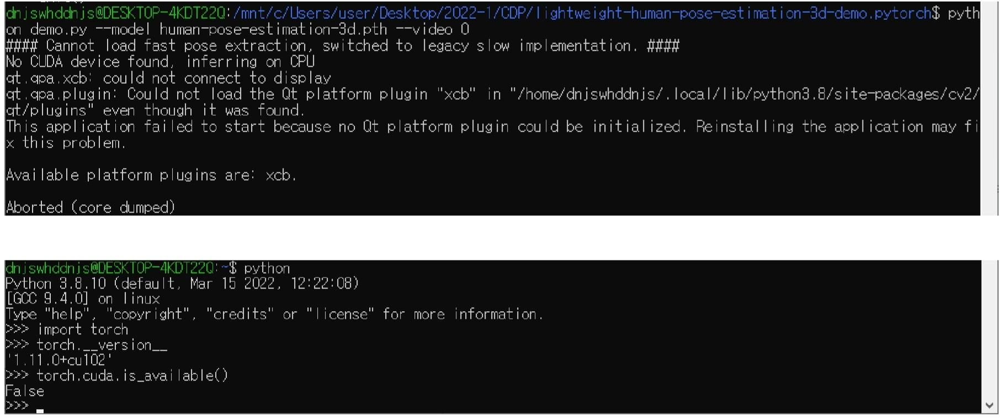 dnjswhddnjs@DESKTOP-4KDT22Q:/mnt/c/Users/user/Desktop/2022-1/CDP/lightweight-human-pose-estimation-3d-demo.pytorch$ pyth
on demo.py --model human-pose-estimation-3d.pth --video 0
#### Cannot load fast pose extraction, switched to legacy slow implementation. ####
No CUDA device found, inferring on CPU
qt.qpa.xcb: could not connect to display
qt.qpa.plugin: Could not load the Qt platform plugin "xcb" in "/home/dnjswhddnjs/.local/lib/python3.8/site-packages/cv2/
qt/plugins" even though it was found.
This application failed to start because no Qt platform plugin could be initialized. Reinstalling the application may fi
x this problem.
Available platform plugins are: xcb.
Aborted (core dumped)
dnjswhddnjs@DESKTOP-4KDT22Q:~$ python
Python 3.8.10 (default, Mar 15 2022, 12:22:08)
[GCC 9.4.0] on linux
Type "help", "copyright", "credits" or "license" for more information.
>>> import torch
>>> torch.__version__
'1.11.0+cu102'
>>> torch.cuda.is_available()
False
>>>